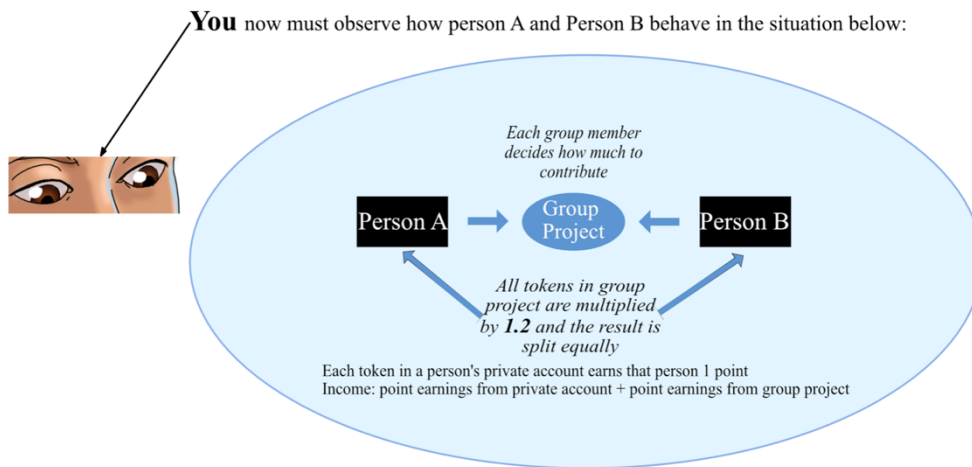 You now must observe how person A and Person B behave in the situation below:
Each group member
decides how much to
contribute
Person A
Group
Project
Person B
All tokens in group
project are multiplied
by 1.2 and the result is
split equally
Each token in a person's private account earns that person 1 point
Income: point earnings from private account + point earnings from group project